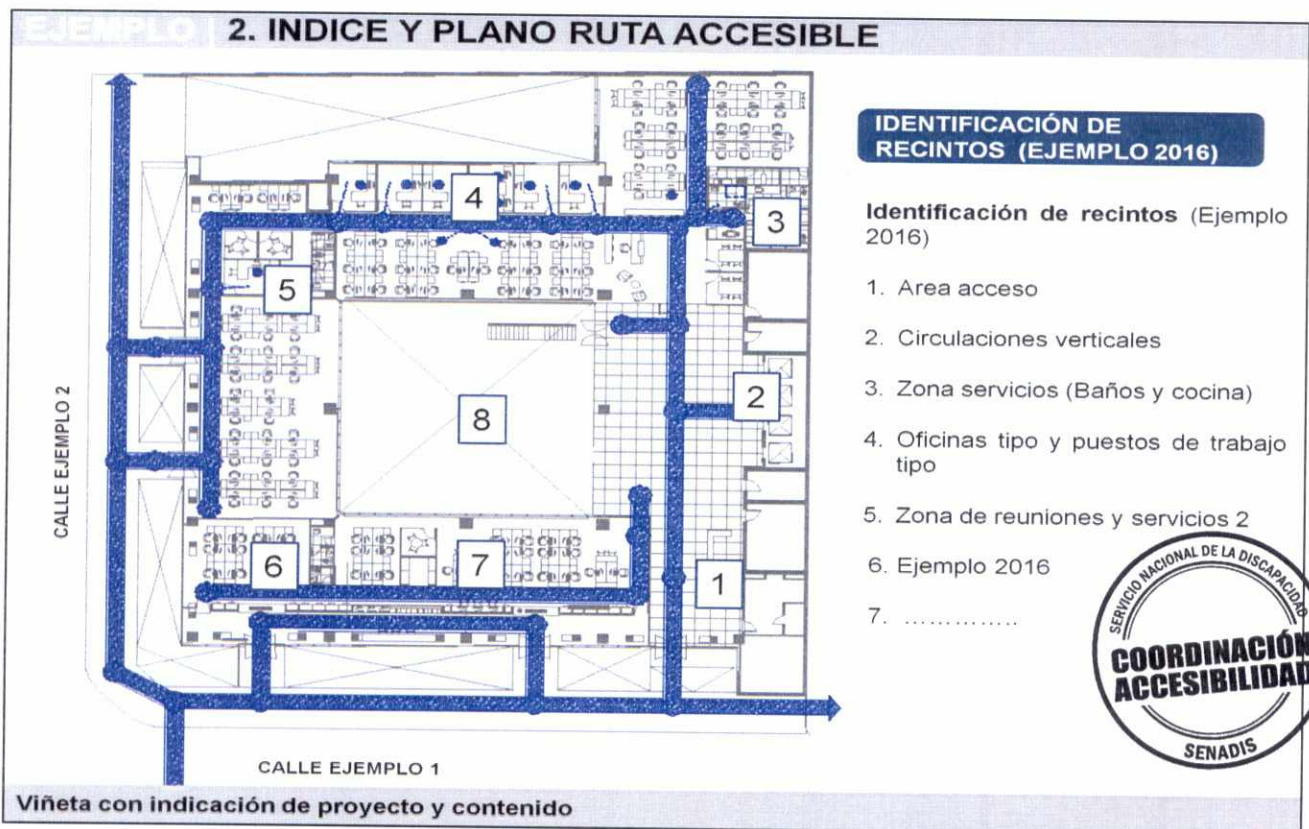 EJEMPLO
2. INDICE Y PLANO RUTA ACCESIBLE
IDENTIFICACIÓN DE
RECINTOS (EJEMPLO 2016)
Identificación de recintos (Ejemplo
2016)
1. Area acceso
2. Circulaciones verticales
3. Zona servicios (Baños y cocina)
4. Oficinas tipo y puestos de trabajo
tipo
5. Zona de reuniones y servicios 2
6. Ejemplo 2016
7. ..............
4
3
5
2
8
6
7
1
CALLE EJEMPLO 2
CALLE EJEMPLO 1
SERVICIO NACIONAL DE LA DISCAPACIDAD
COORDINACIÓN
ACCESIBILIDAD
SENADIS
Viñeta con indicación de proyecto y contenido